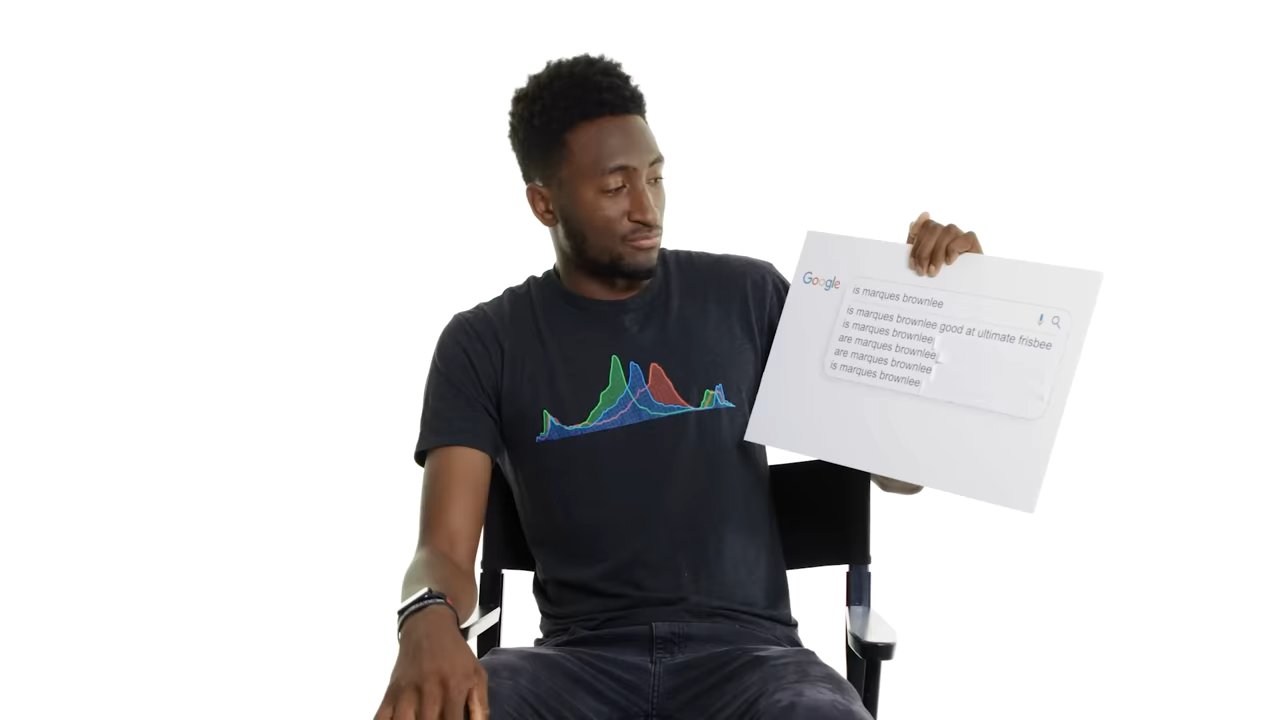 Google
is marques brownlee
is marques brownlee good at ultimate frisbee
is marques brownlee
are marques brownlee
are marques brownlee
is marques brownlee